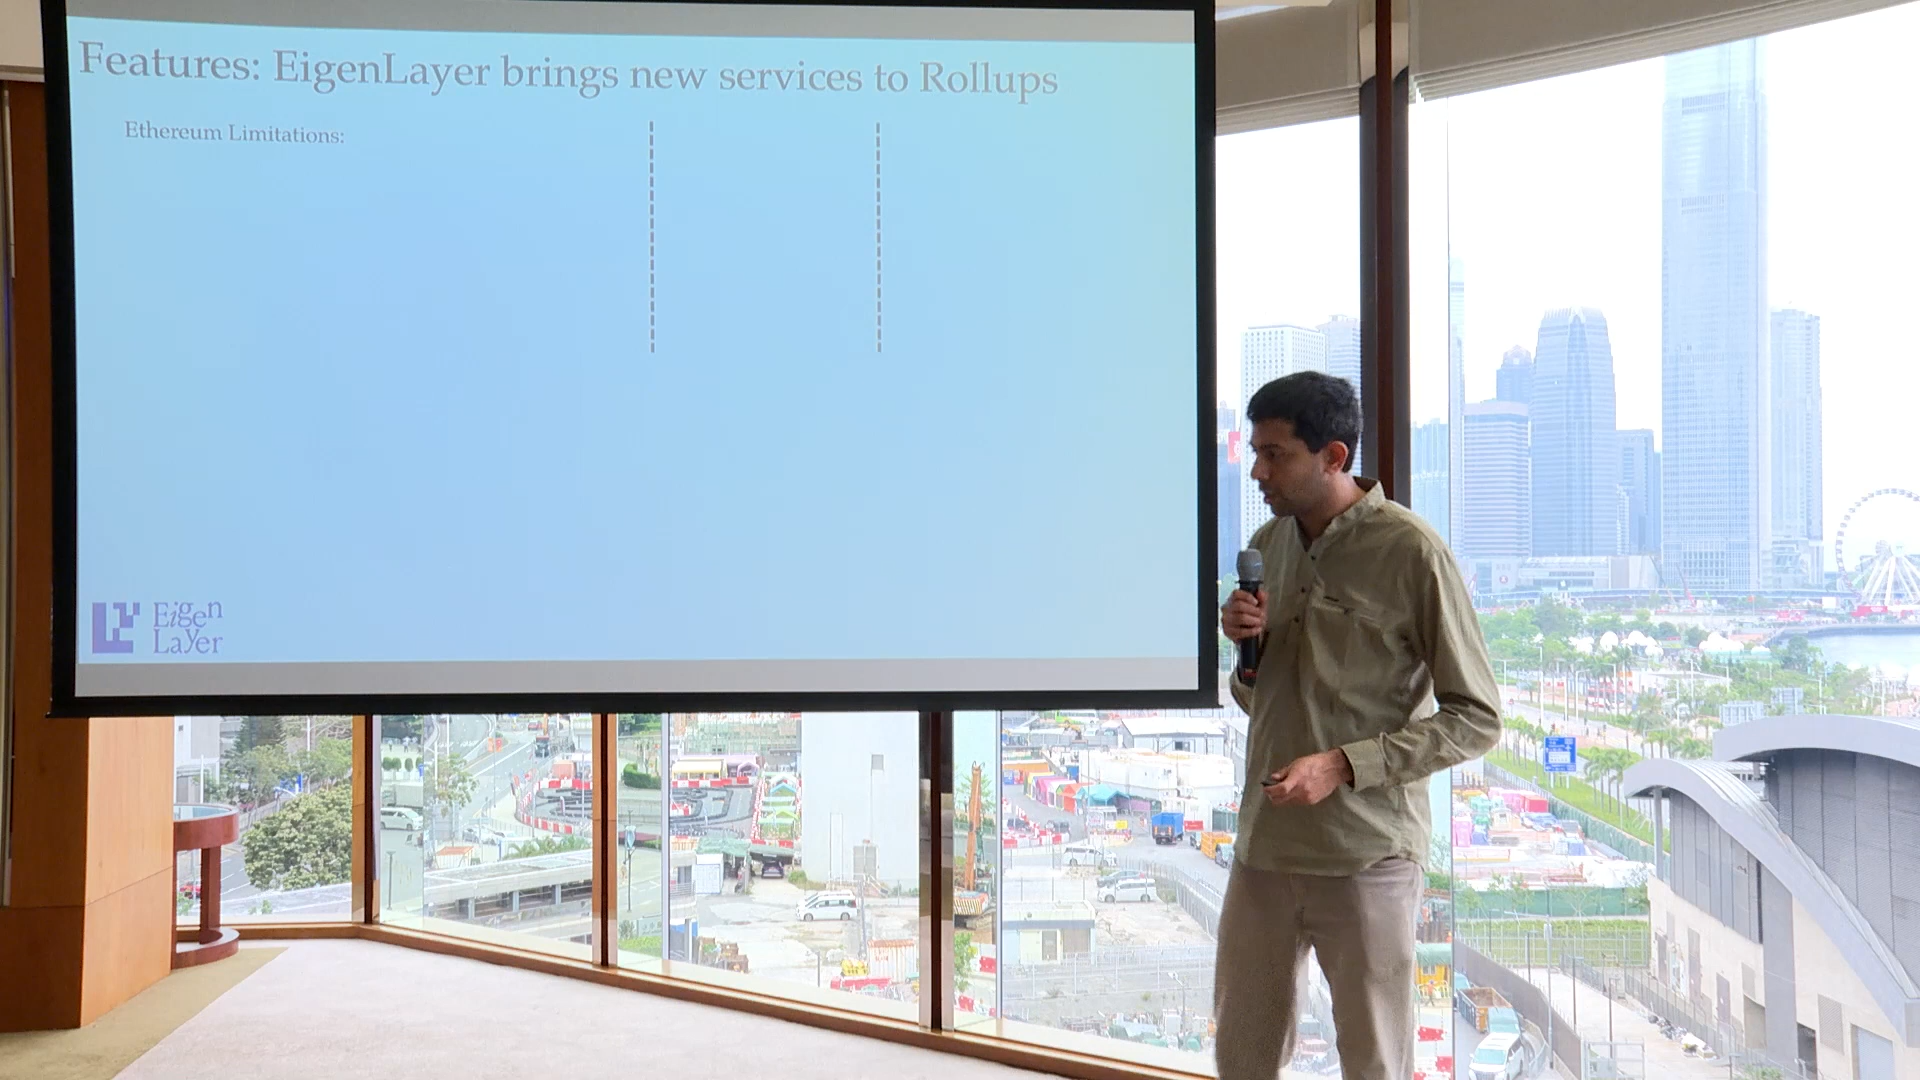 Features: EigenLayer brings new services to Rollups
Ethereum Limitations:
Eigen
Layer